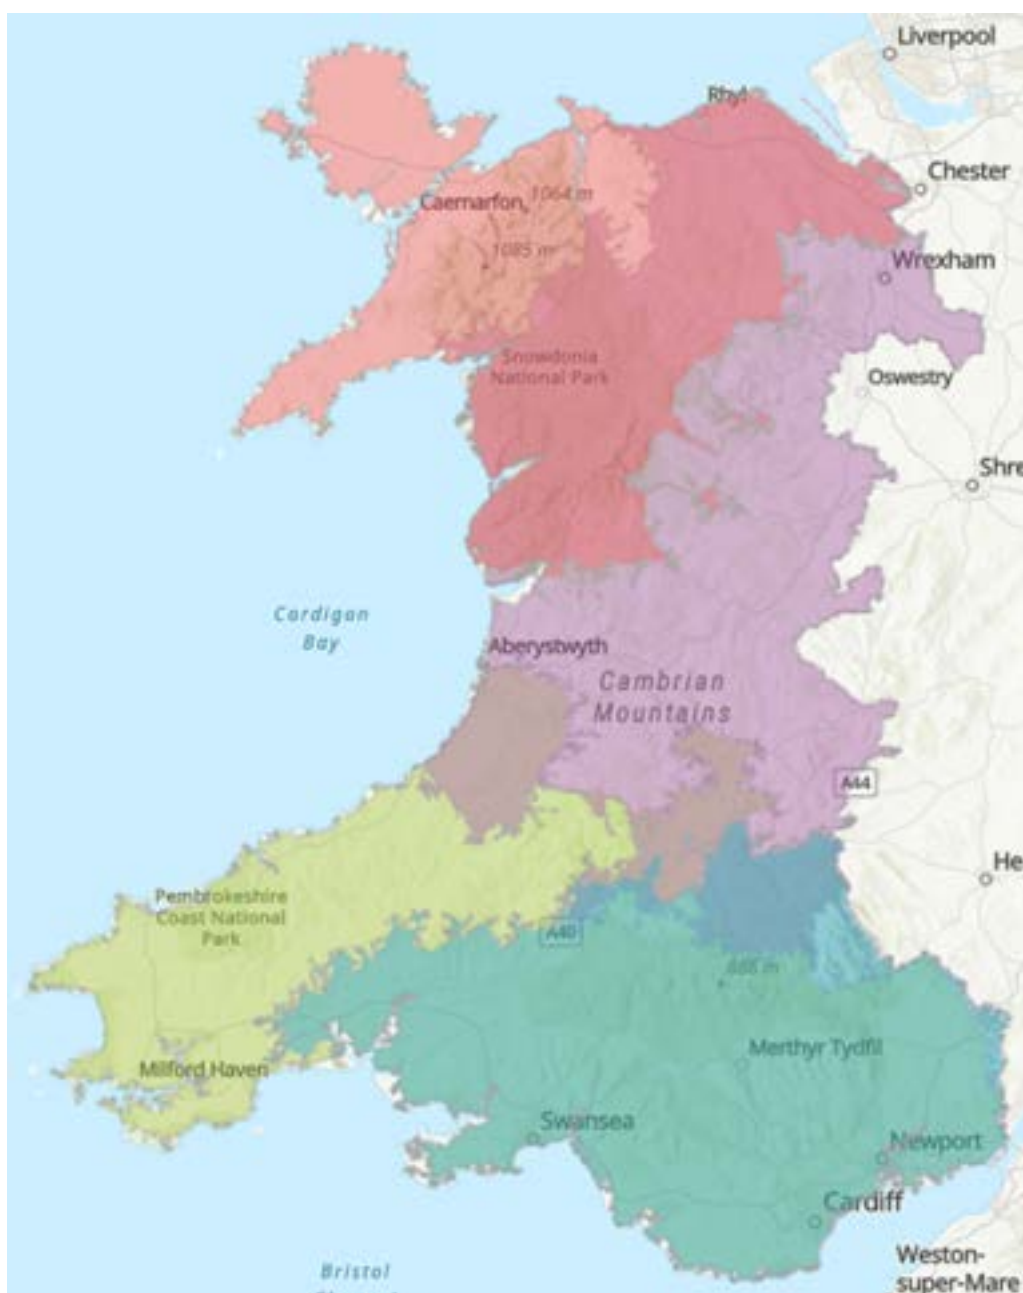 Liverpool
Rhyl
Chester
Caernarfon
1064 m
1085 m
Wrexham
Snowdonia
National Park
Oswestry
Shre
Cardigan
Bay
Aberystwyth
Cambrian
Mountains
A44
He
Pembrokeshire
Coast National
Park
A40
886 m
Merthyr Tydfil
Milford Haven
Swansea
Newport
Cardiff
Weston-
super-Mare
Bristol